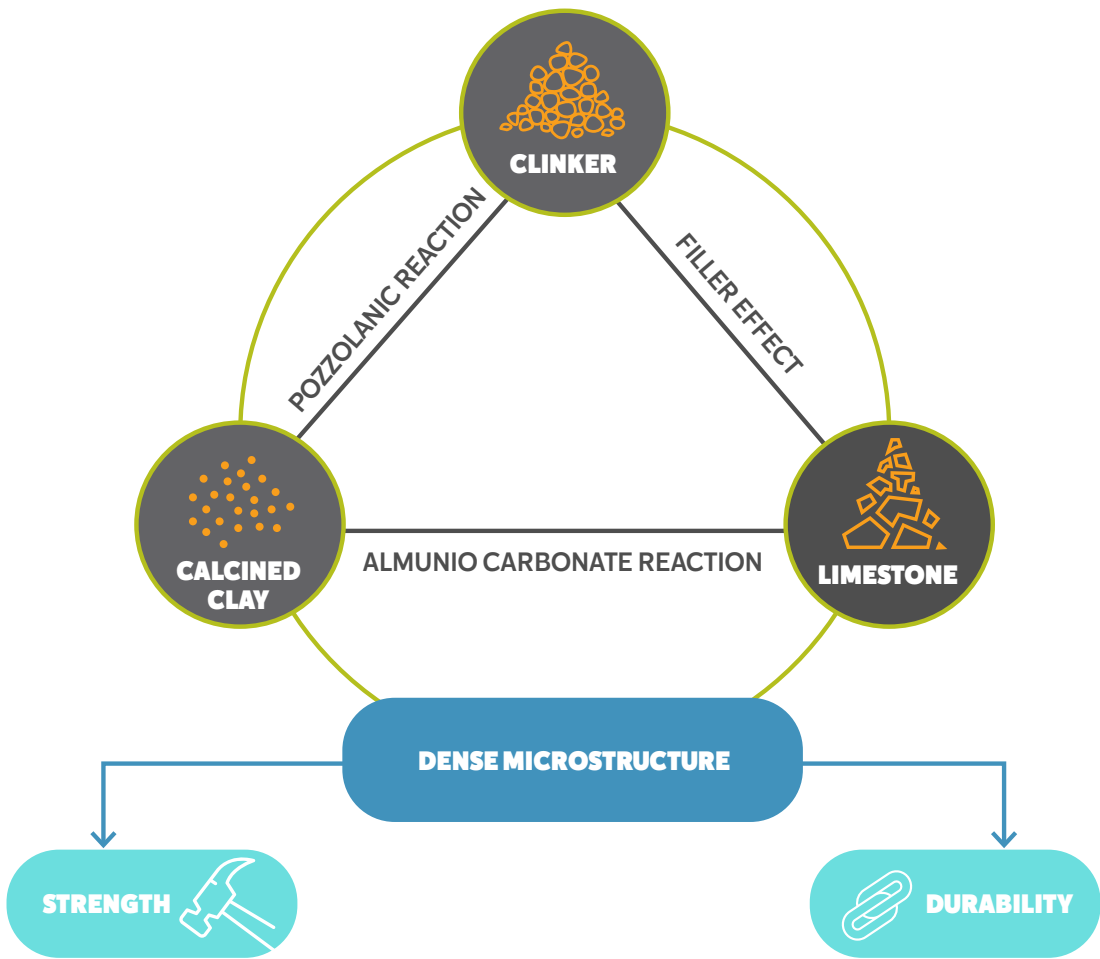 CLINKER
POZZOLANIC REACTION
FILLER EFFECT
CALCINED
CLAY
ALMUNIO CARBONATE REACTION
LIMESTONE
DENSE MICROSTRUCTURE
STRENGTH
DURABILITY